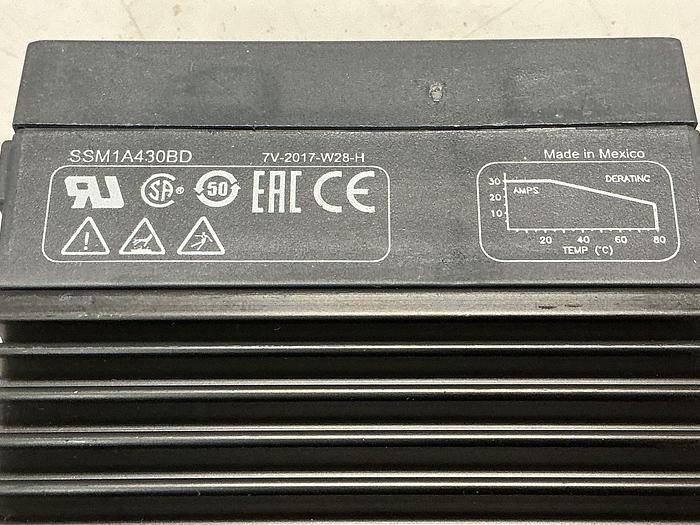 SSM1A430BD
7V-2017-W28-H
Made in Mexico
SA ® 50 EAC CE
DERATING
AMPS
30
20
10
20 40 60 80
TEMP (°C)